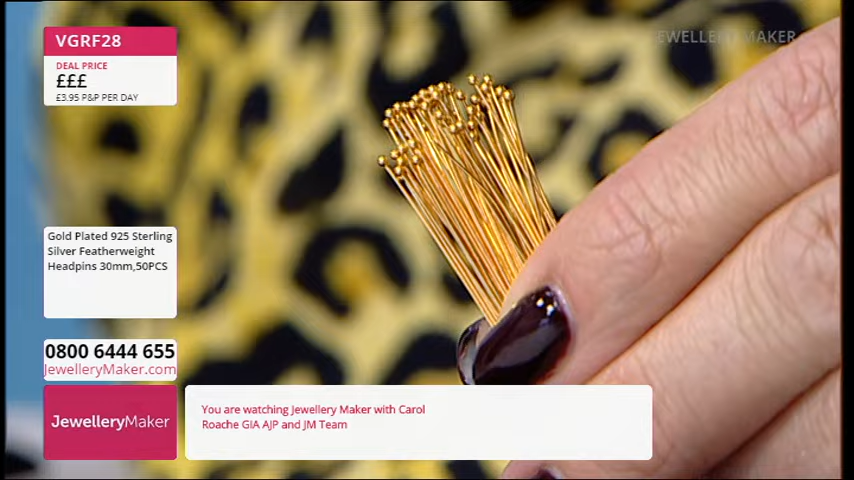 VGRF28
DEAL PRICE
£££
£3.95 P&P PER DAY
JEWELLERY MAKER
Gold Plated 925 Sterling
Silver Featherweight
Headpins 30mm,50PCS
0800 6444 655
JewelleryMaker.com
JewelleryMaker
You are watching Jewellery Maker with Carol
Roache GIA AJP and JM Team